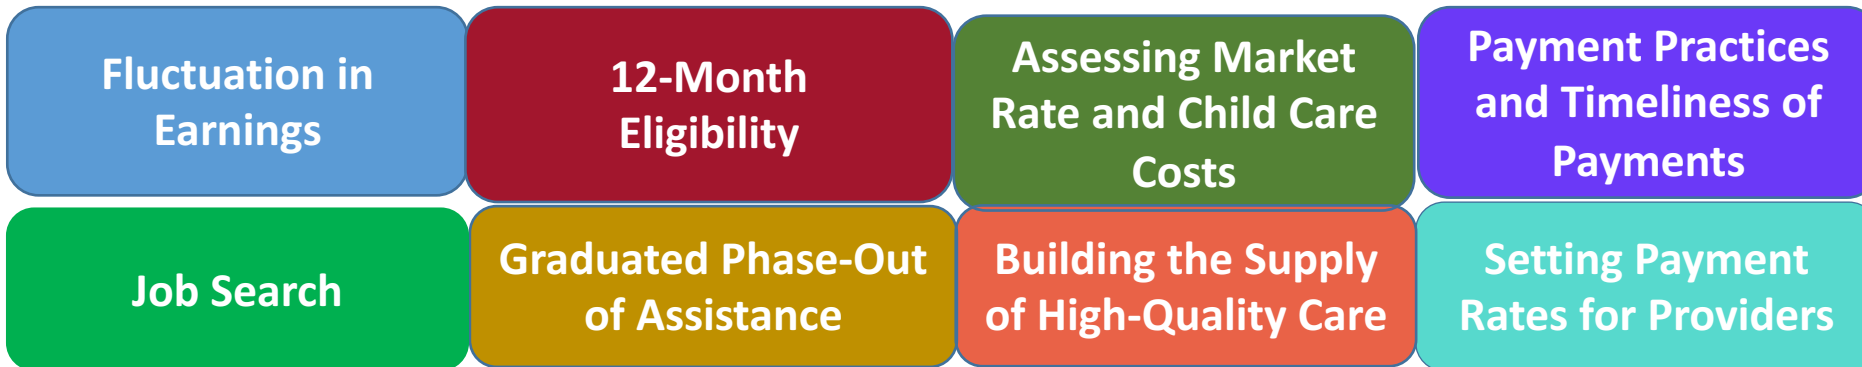 Fluctuation in
Earnings
12-Month
Eligibility
Assessing Market
Rate and Child Care
Costs
Payment Practices
and Timeliness of
Payments
Job Search
Graduated Phase-Out
of Assistance
Building the Supply
of High-Quality Care
Setting Payment
Rates for Providers